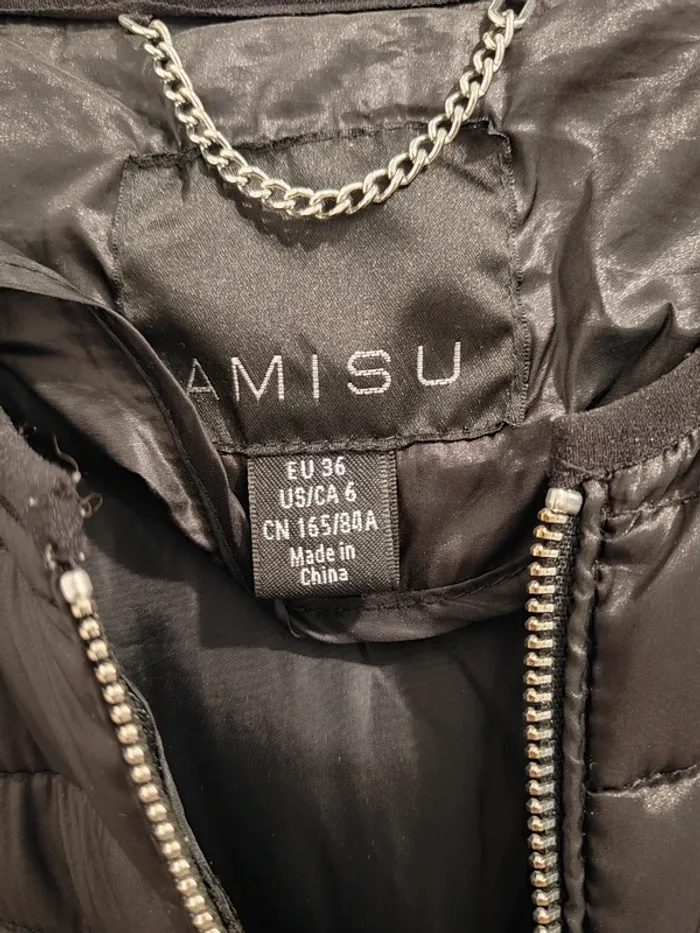 AMISU
EU 36
US/CA 6
CN 165/84A
Made in
China